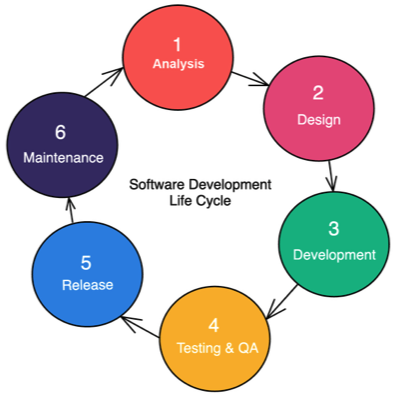 1
Analysis
2
Design
3
Development
4
Testing & QA
5
Release
6
Maintenance
Software Development
Life Cycle